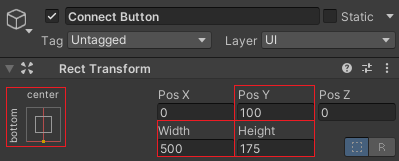 Connect Button
Static
Tag Untagged Layer UI
Rect Transform
center
bottom
Pos X Pos Y Pos Z
0 100 0
Width Height
500 175 R